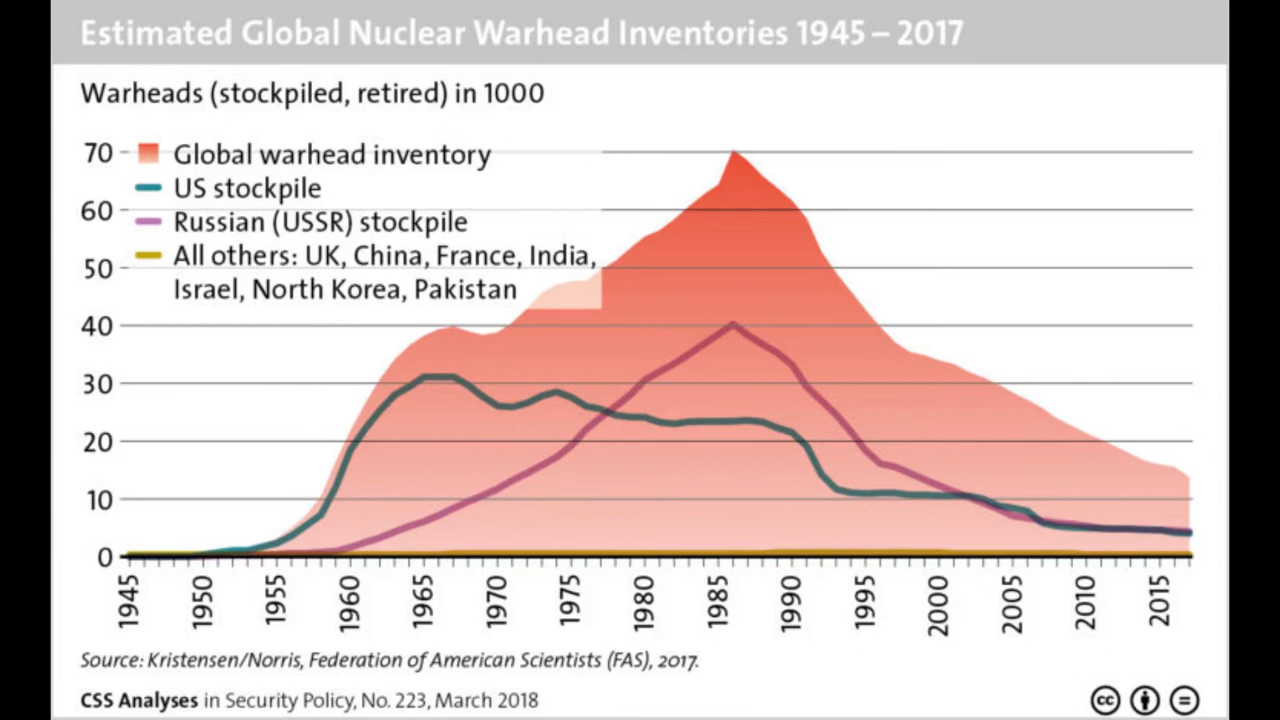 Estimated Global Nuclear Warhead Inventories 1945 – 2017
Warheads (stockpiled, retired) in 1000
70
60
50
40
30
20
10
0
Global warhead inventory
US stockpile
Russian (USSR) stockpile
All others: UK, China, France, India,
Israel, North Korea, Pakistan
1945 1950 1955 1960 1965 1970 1975 1980 1985 1990 1995 2000 2005 2010 2015
Source: Kristensen/Norris, Federation of American Scientists (FAS), 2017.
CSS Analyses in Security Policy, No. 223, March 2018
cc